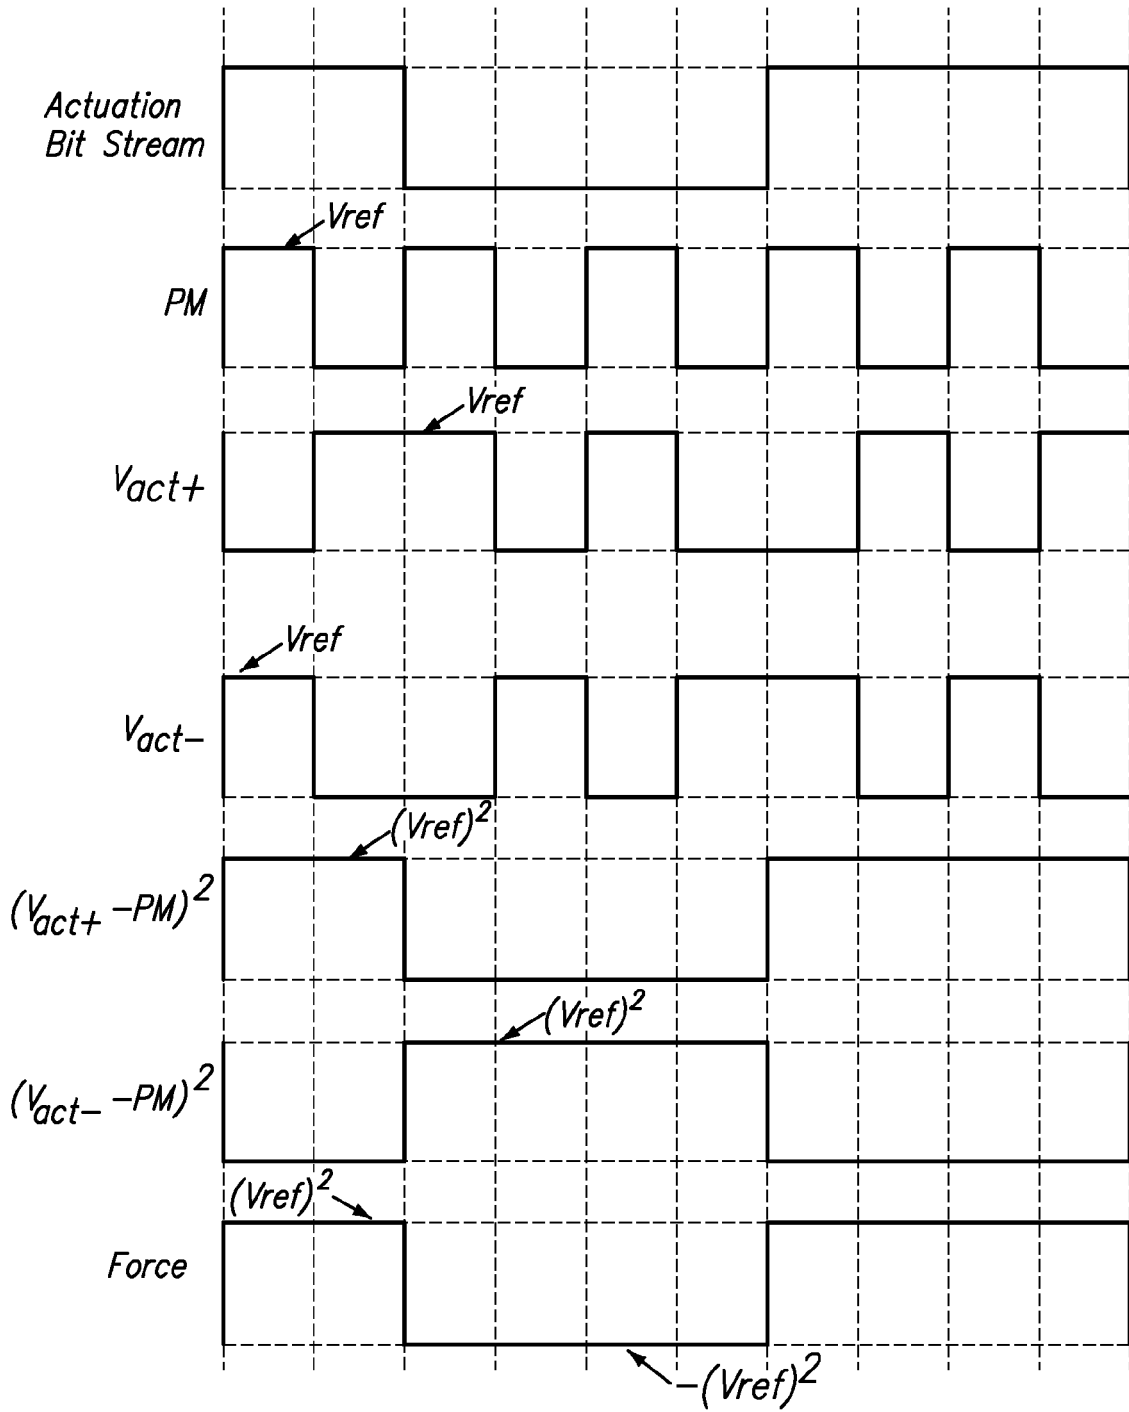 Actuation
Bit Stream
Vref
PM
Vref
Vact+
Vref
Vact−
(Vref)²
(Vact+ −PM)²
(Vref)²
(Vact− −PM)²
(Vref)²
Force
−(Vref)²